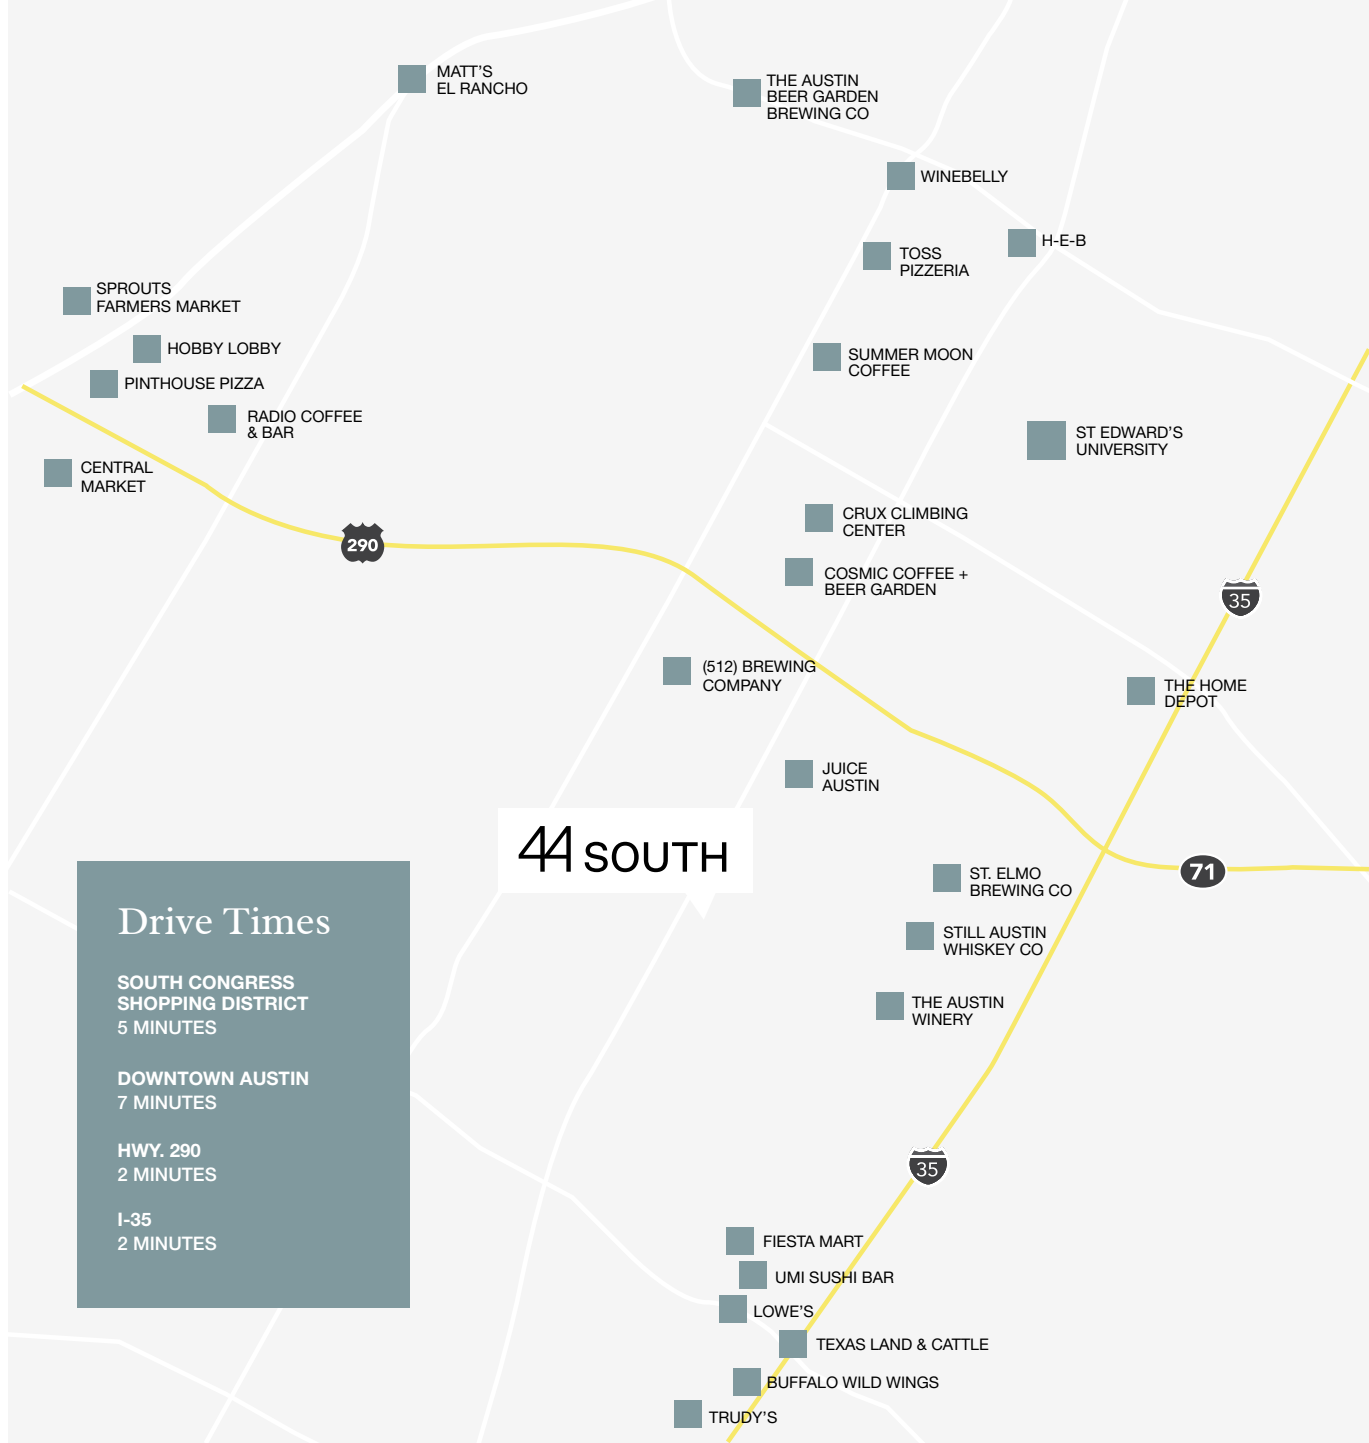 MATT'S
EL RANCHO
THE AUSTIN
BEER GARDEN
BREWING CO
WINEBELLY
H-E-B
TOSS
PIZZERIA
SPROUTS
FARMERS MARKET
HOBBY LOBBY
PINTHOUSE PIZZA
RADIO COFFEE
& BAR
CENTRAL
MARKET
SUMMER MOON
COFFEE
ST EDWARD'S
UNIVERSITY
CRUX CLIMBING
CENTER
290
COSMIC COFFEE +
BEER GARDEN
35
(512) BREWING
COMPANY
THE HOME
DEPOT
JUICE
AUSTIN
44 SOUTH
71
ST. ELMO
BREWING CO
STILL AUSTIN
WHISKEY CO
THE AUSTIN
WINERY
Drive Times
SOUTH CONGRESS
SHOPPING DISTRICT
5 MINUTES
DOWNTOWN AUSTIN
7 MINUTES
HWY. 290
2 MINUTES
I-35
2 MINUTES
35
FIESTA MART
UMI SUSHI BAR
LOWE'S
TEXAS LAND & CATTLE
BUFFALO WILD WINGS
TRUDY'S